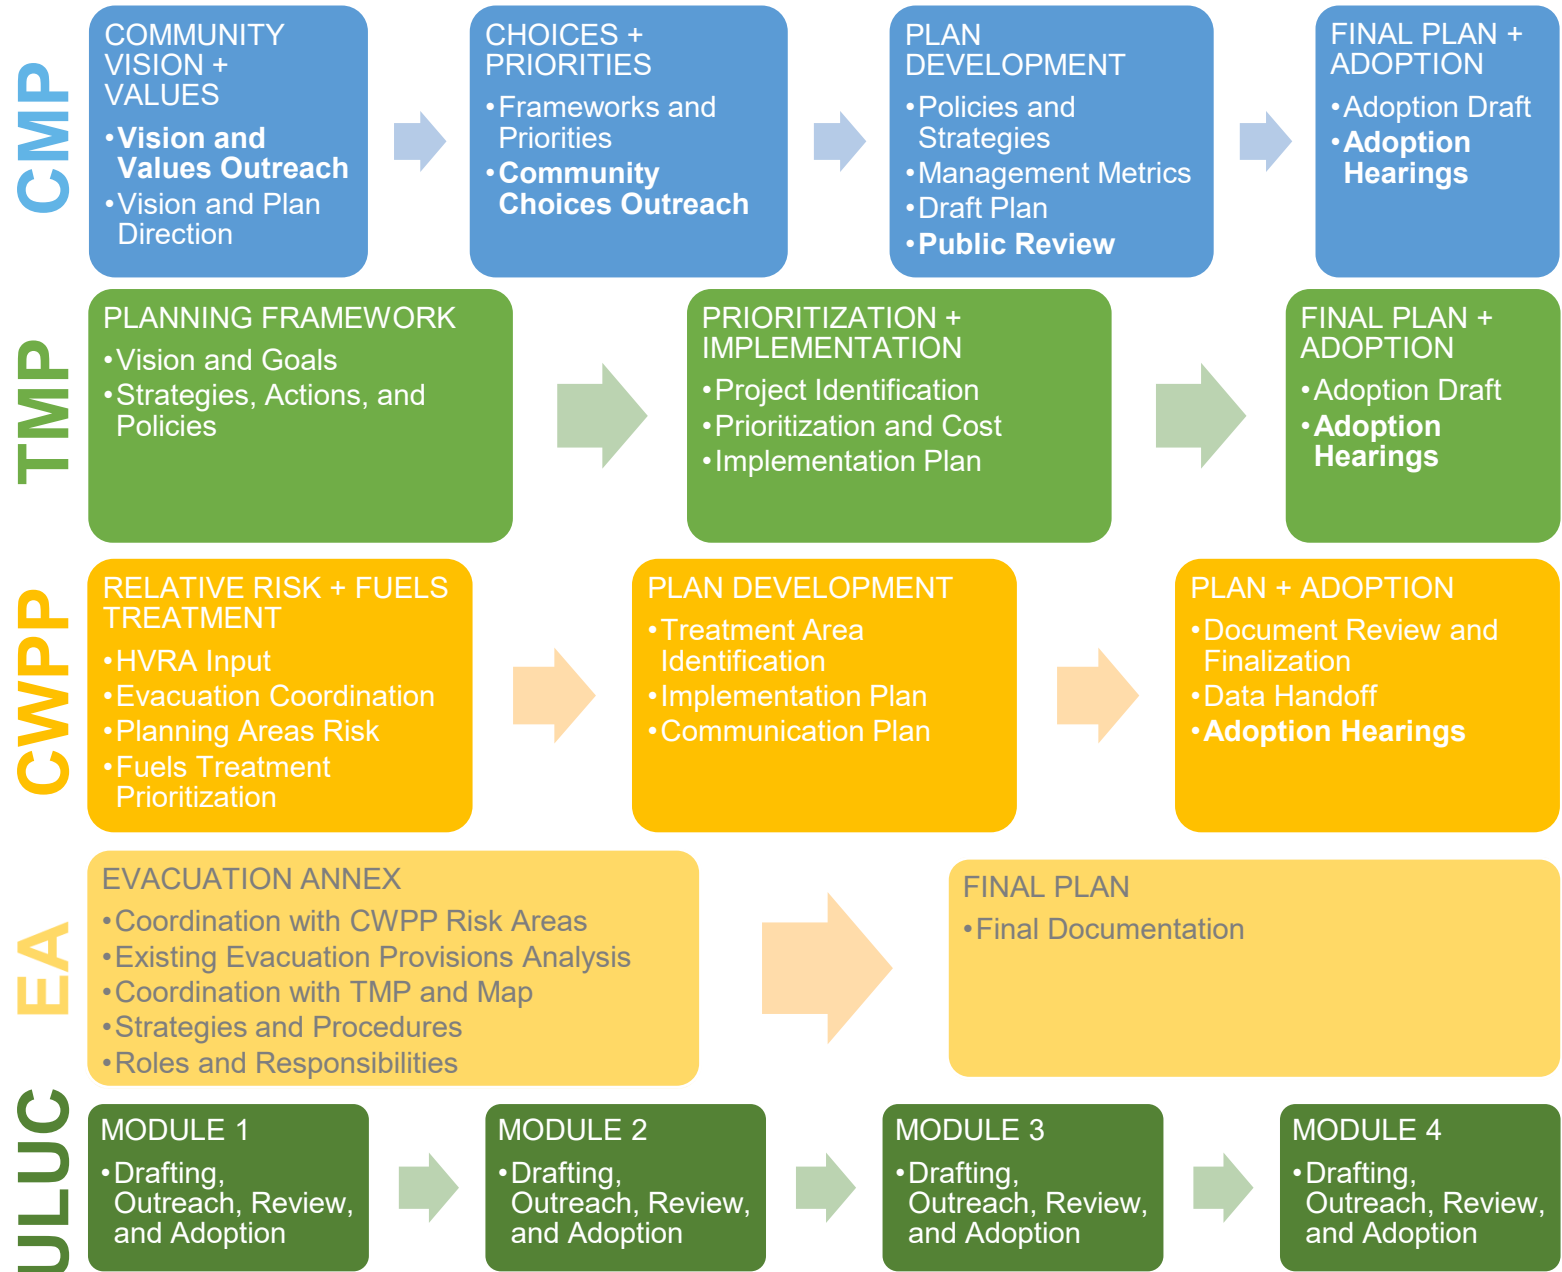 CMP
COMMUNITY
VISION +
VALUES
•Vision and
Values Outreach
•Vision and Plan
Direction
CHOICES +
PRIORITIES
•Frameworks and
Priorities
•Community
Choices Outreach
PLAN
DEVELOPMENT
•Policies and
Strategies
•Management Metrics
•Draft Plan
•Public Review
FINAL PLAN +
ADOPTION
•Adoption Draft
•Adoption
Hearings
TMP
PLANNING FRAMEWORK
•Vision and Goals
•Strategies, Actions, and
Policies
PRIORITIZATION +
IMPLEMENTATION
•Project Identification
•Prioritization and Cost
•Implementation Plan
FINAL PLAN +
ADOPTION
•Adoption Draft
•Adoption
Hearings
CWPP
RELATIVE RISK + FUELS
TREATMENT
•HVRA Input
•Evacuation Coordination
•Planning Areas Risk
•Fuels Treatment
Prioritization
PLAN DEVELOPMENT
•Treatment Area
Identification
•Implementation Plan
•Communication Plan
PLAN + ADOPTION
•Document Review and
Finalization
•Data Handoff
•Adoption Hearings
EA
EVACUATION ANNEX
•Coordination with CWPP Risk Areas
•Existing Evacuation Provisions Analysis
•Coordination with TMP and Map
•Strategies and Procedures
•Roles and Responsibilities
FINAL PLAN
•Final Documentation
ULUC
MODULE 1
•Drafting,
Outreach, Review,
and Adoption
MODULE 2
•Drafting,
Outreach, Review,
and Adoption
MODULE 3
•Drafting,
Outreach, Review,
and Adoption
MODULE 4
•Drafting,
Outreach, Review,
and Adoption